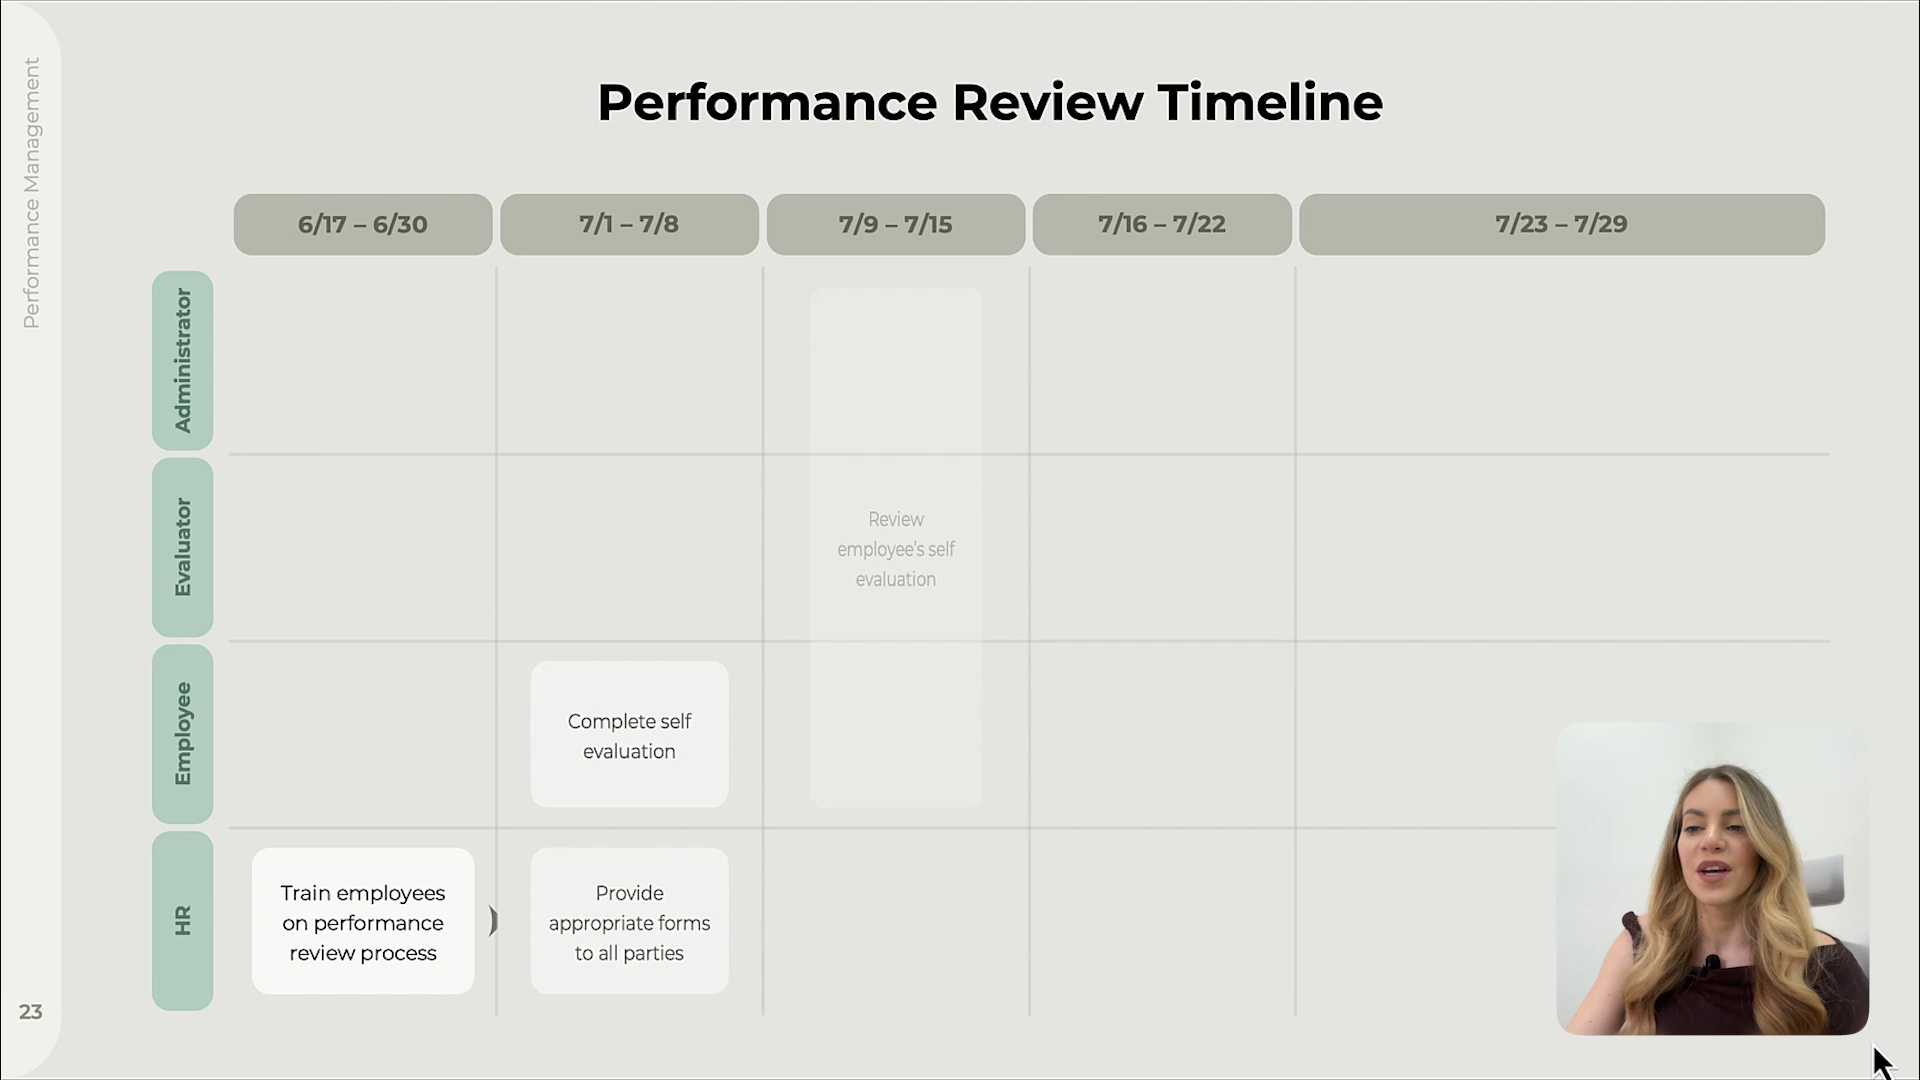 Performance Management
Performance Review Timeline
6/17 – 6/30
7/1 – 7/8
7/9 – 7/15
7/16 – 7/22
7/23 – 7/29
Administrator
Evaluator
Review
employee's self
evaluation
Employee
Complete self
evaluation
HR
Train employees
on performance
review process
Provide
appropriate forms
to all parties
23